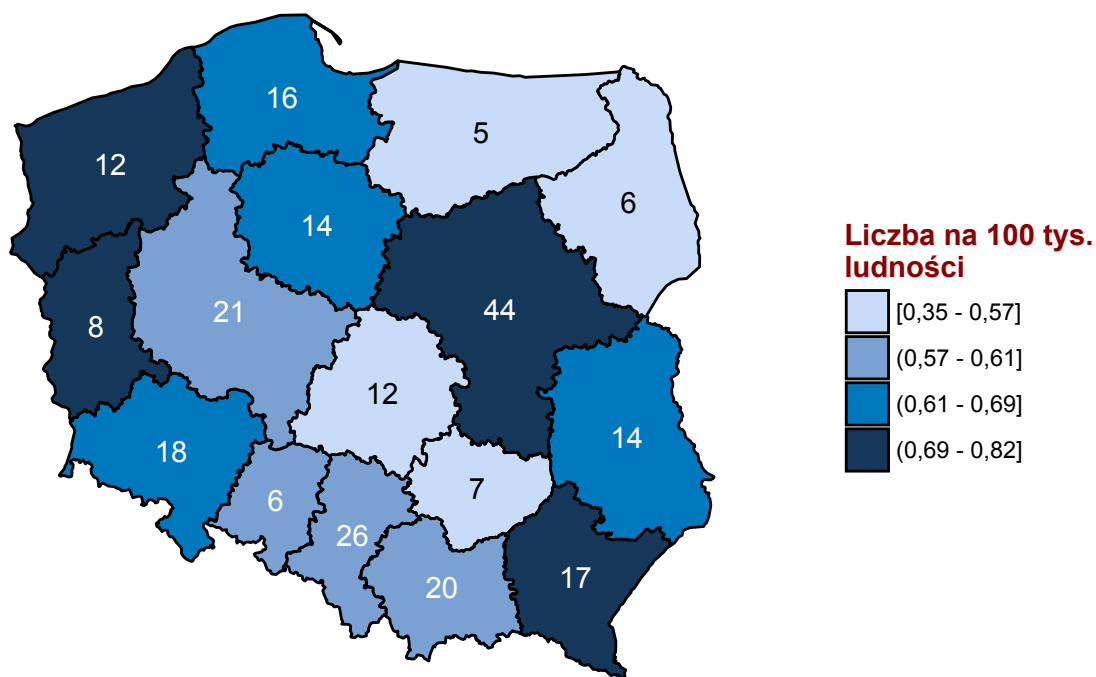 16
5
12
6
14
21
44
8
12
14
18
7
6
26
20
17
Liczba na 100 tys.
ludności
[0,35 - 0,57]
(0,57 - 0,61]
(0,61 - 0,69]
(0,69 - 0,82]